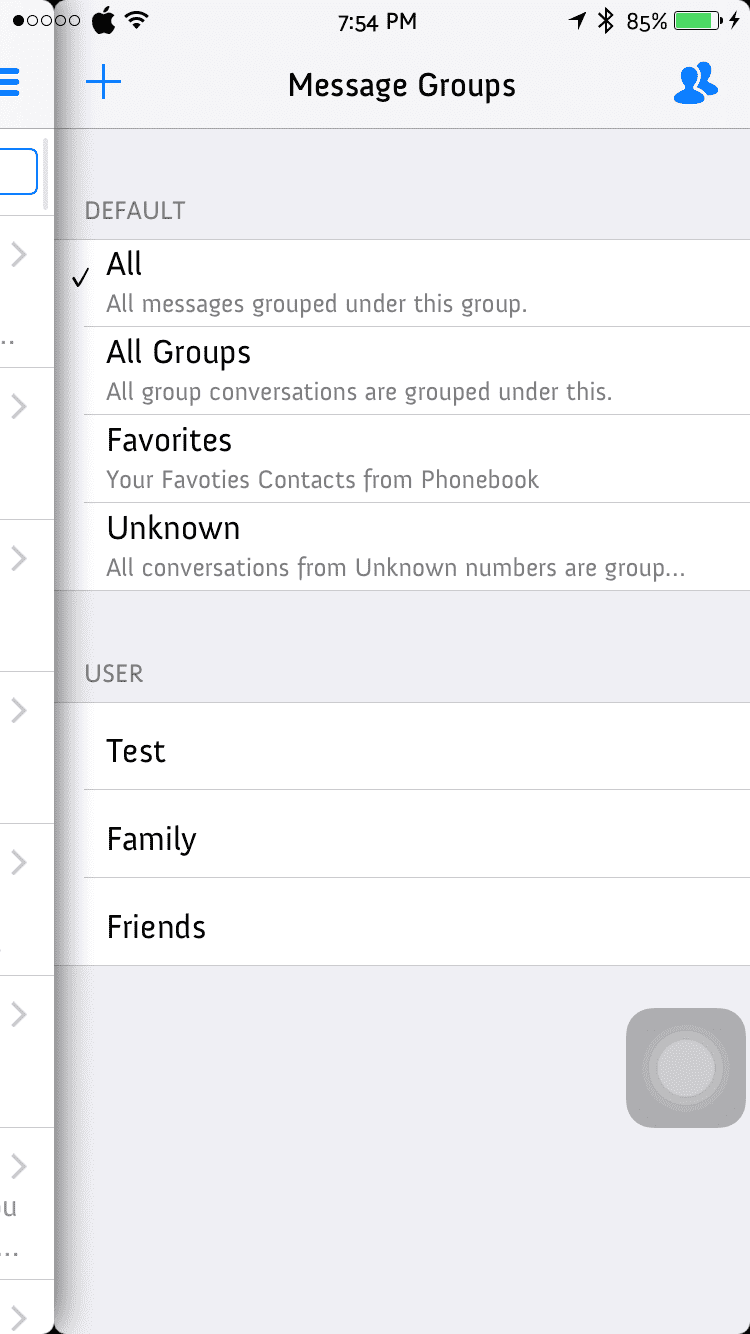 7:54 PM
85%
Message Groups
DEFAULT
All
All messages grouped under this group.
All Groups
All group conversations are grouped under this.
Favorites
Your Favoties Contacts from Phonebook
Unknown
All conversations from Unknown numbers are group...
USER
Test
Family
Friends
..
ou
...